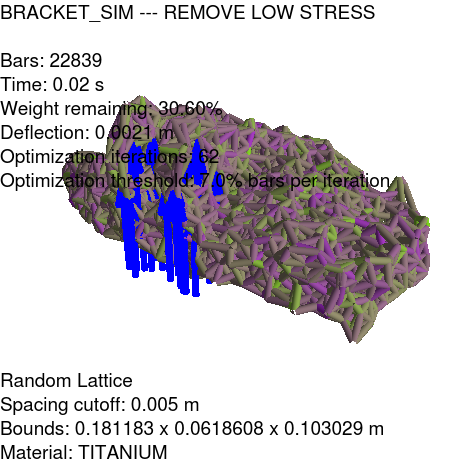 BRACKET_SIM --- REMOVE LOW STRESS
Bars: 22839
Time: 0.02 s
Weight remaining: 30.60%
Deflection: 0.0021 m
Optimization iterations: 62
Optimization threshold: 7.0% bars per iteration
Random Lattice
Spacing cutoff: 0.005 m
Bounds: 0.181183 x 0.0618608 x 0.103029 m
Material: TITANIUM